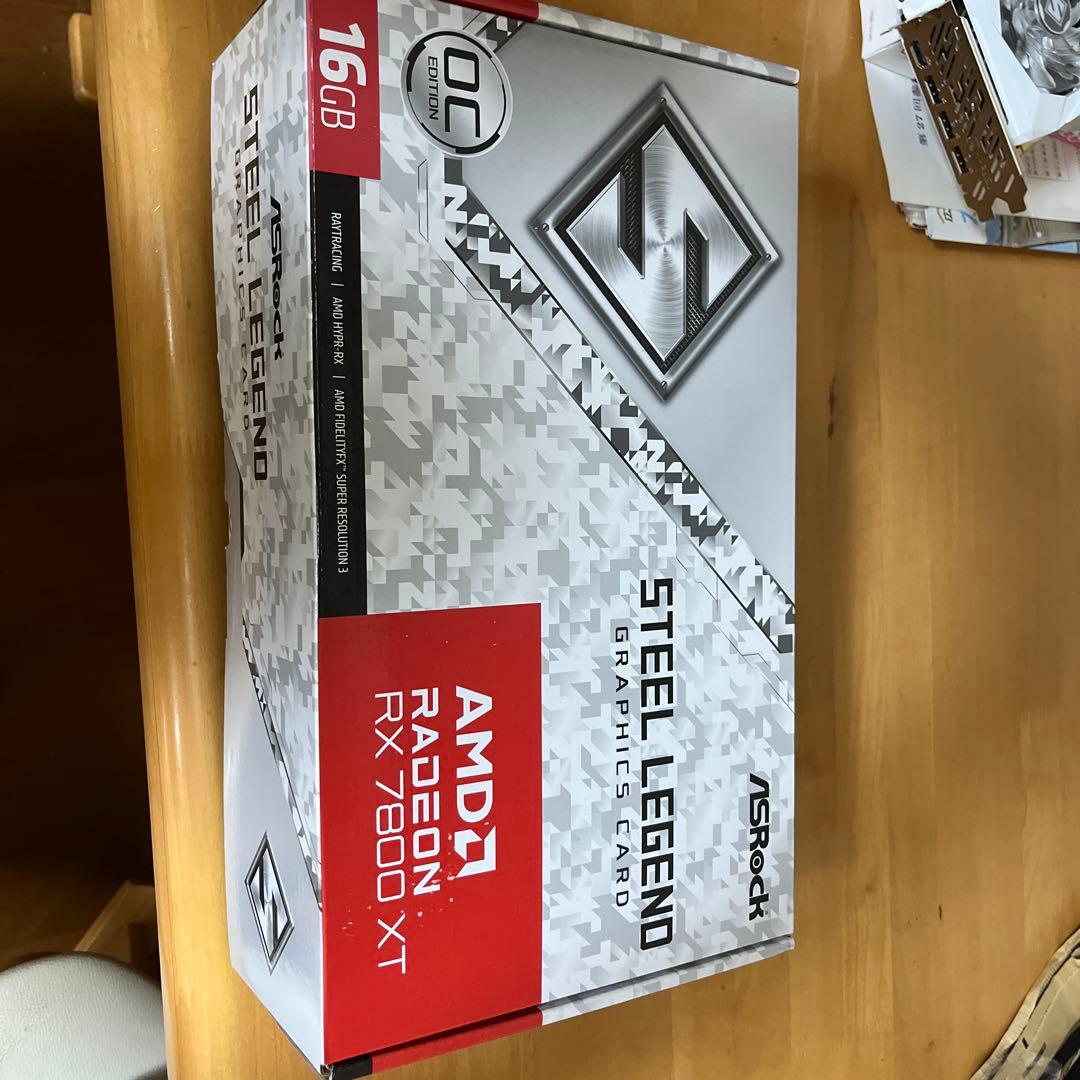 ASRock
STEEL LEGEND
GRAPHICS CARD
OC
EDITION
16GB
RAYTRACING | AMD HYPR-RX | AMD FIDELITYFX™ SUPER RESOLUTION 3
AMD
RADEON
RX 7800 XT
ASRock
STEEL LEGEND
GRAPHICS CARD